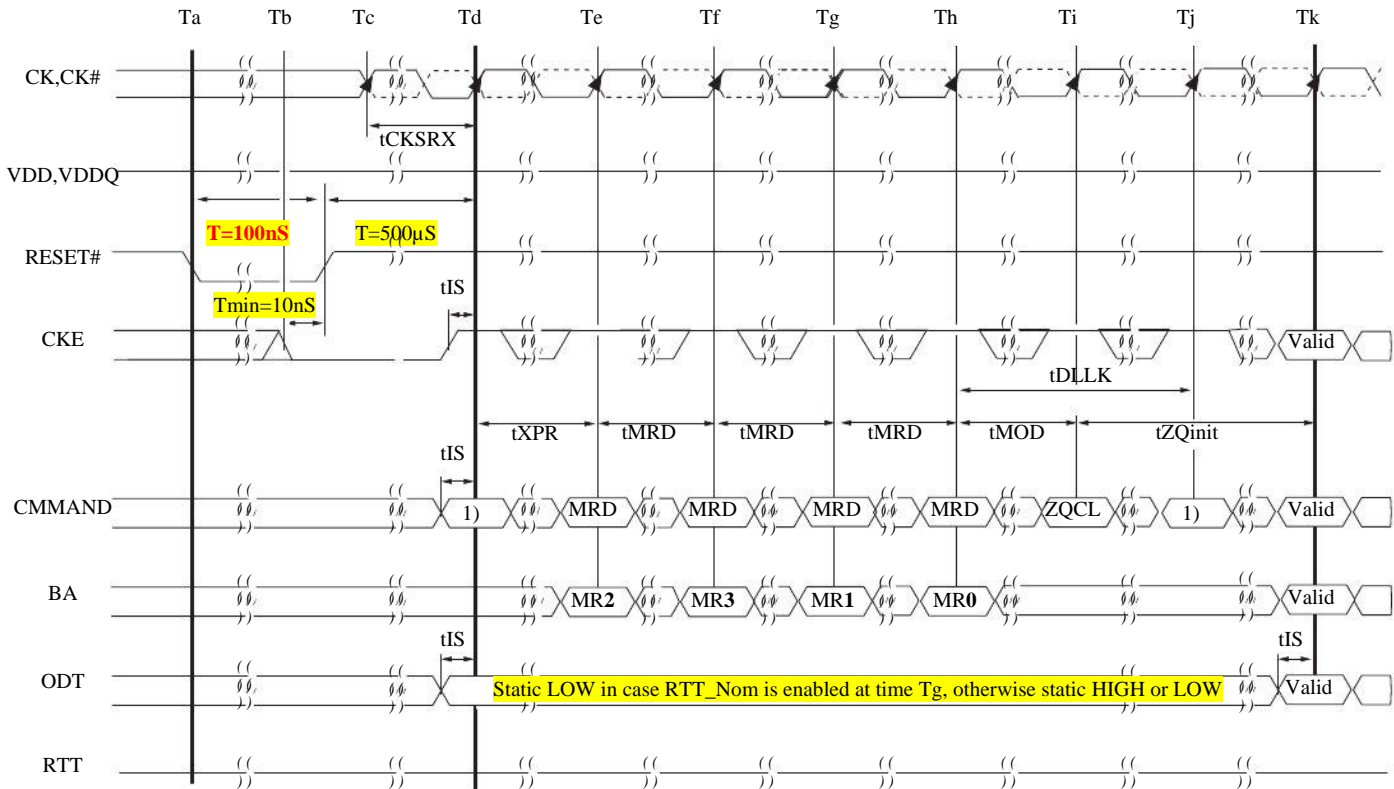 Ta Tb Tc Td Te Tf Tg Th Ti Tj Tk
CK,CK#
tCKSRX
VDD,VDDQ
T=100nS T=500µS
RESET#
Tmin=10nS tIS
CKE Valid
tDLLK
tXPR tMRD tMRD tMRD tMOD tZQinit
tIS
CMMAND 1) MRD MRD MRD MRD ZQCL 1) Valid
BA MR2 MR3 MR1 MR0 Valid
tIS tIS
ODT Static LOW in case RTT_Nom is enabled at time Tg, otherwise static HIGH or LOW Valid
RTT